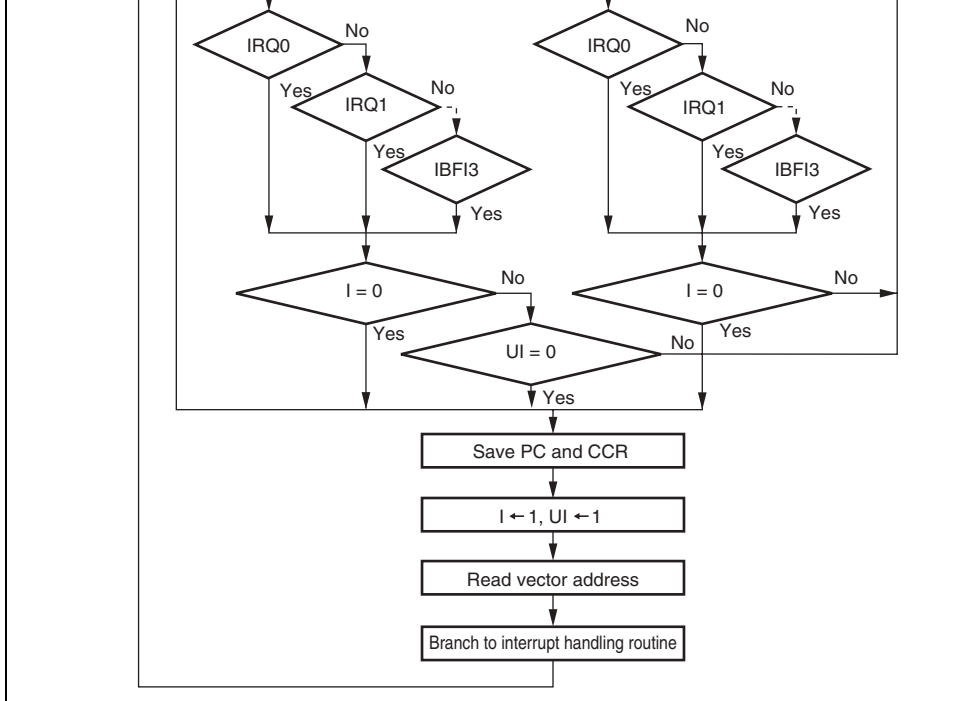 IRQ0
No
Yes
IRQ1
No
Yes
IBFI3
Yes
IRQ0
No
Yes
IRQ1
No
Yes
IBFI3
Yes
I = 0
No
Yes
UI = 0
No
Yes
I = 0
No
Yes
Save PC and CCR
I ← 1, UI ← 1
Read vector address
Branch to interrupt handling routine